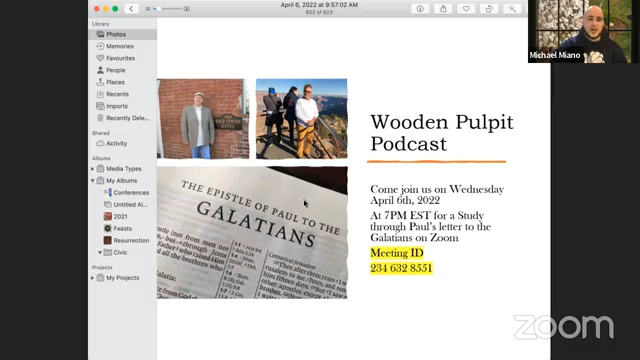 April 6, 2022 at 9:57:02 AM
622 of 623
Library
Photos
Memories
Favourites
People
Places
Recents
Imports
Recently Dele...
Shared
Activity
Albums
Media Types
My Albums
Conferences
Untitled Al...
2021
Feasts
Resurrection
Civic
Projects
My Projects
THE EPISTLE OF PAUL TO THE
GALATIANS
Wooden Pulpit
Podcast
Come join us on Wednesday
April 6th, 2022
At 7PM EST for a Study
through Paul's letter to the
Galatians on Zoom
Meeting ID
234 632 8551
Michael Miano
zoom